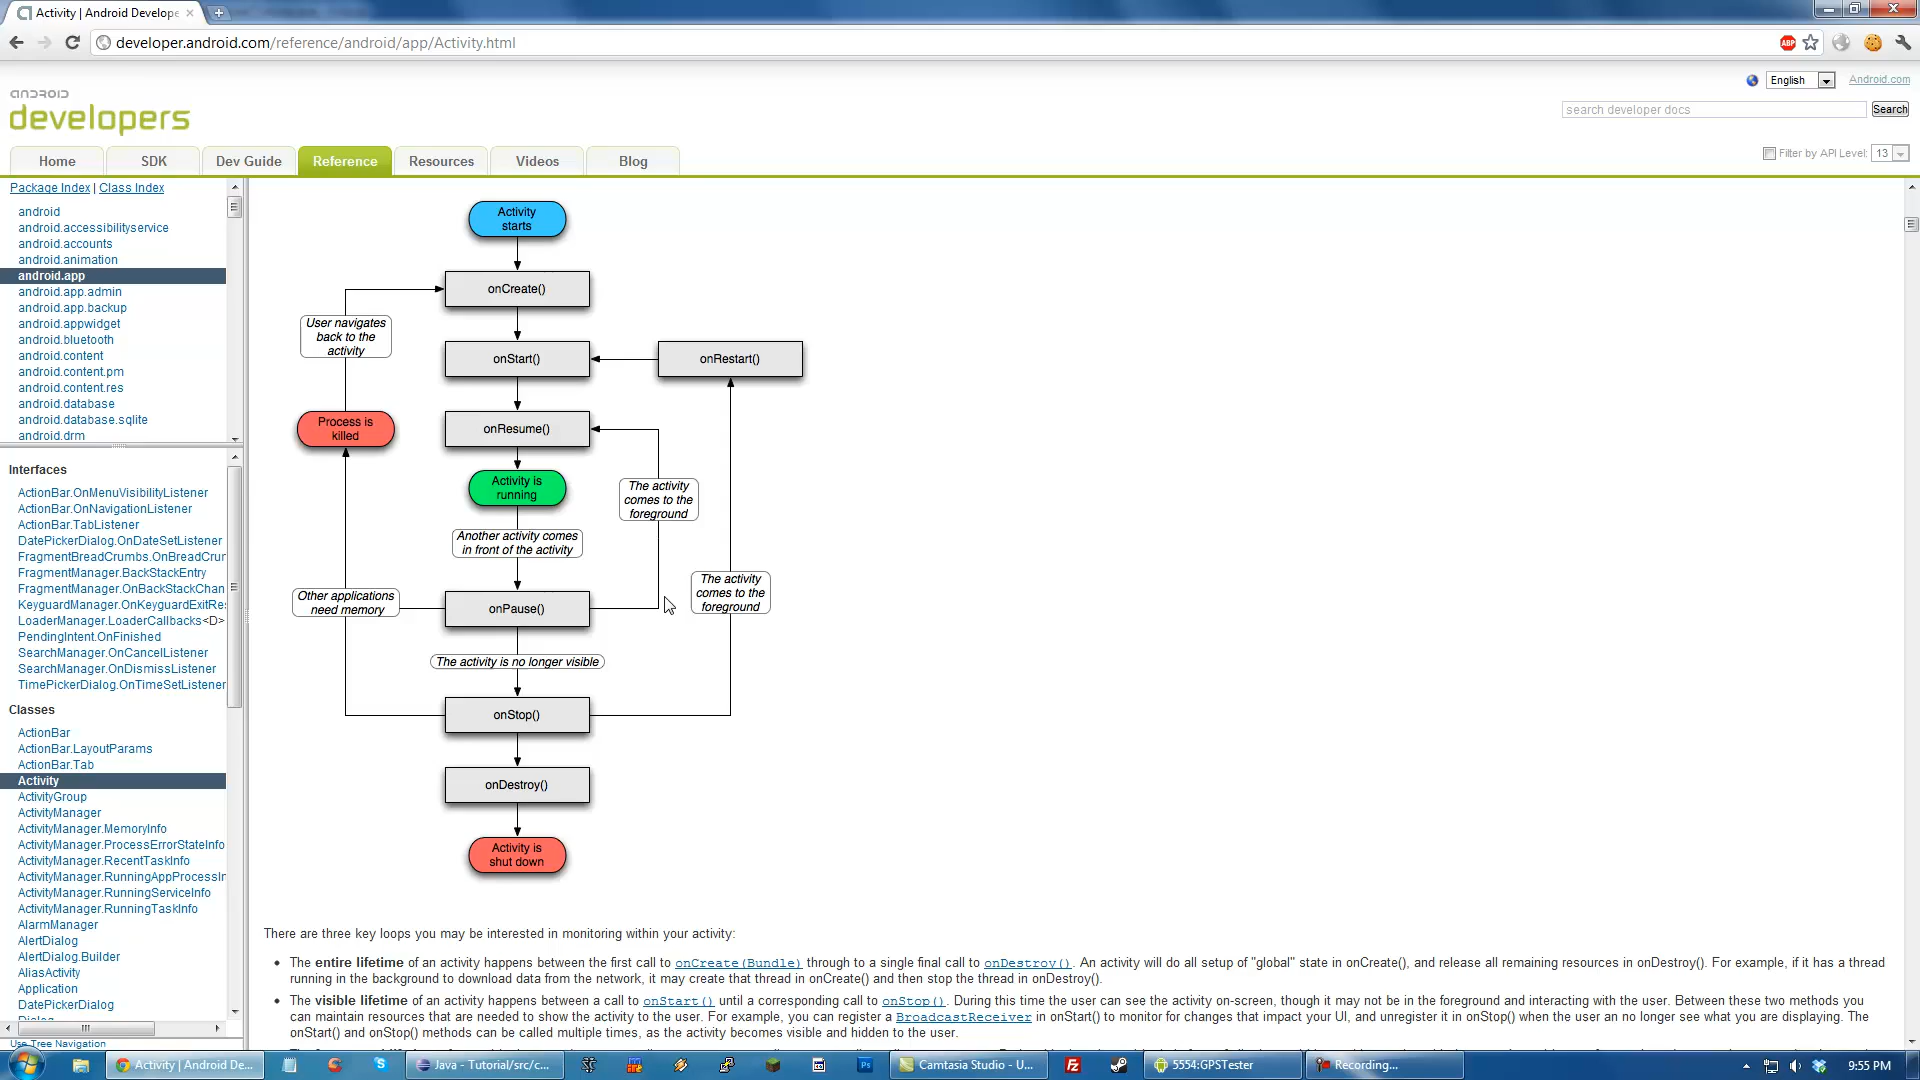 Activity | Android Develope
developer.android.com/reference/android/app/Activity.html
ABP
English
Android.com
android
developers
search developer docs
Search
Home
SDK
Dev Guide
Reference
Resources
Videos
Blog
Filter by API Level: 13
Package Index | Class Index
android
android.accessibilityservice
android.accounts
android.animation
android.app
android.app.admin
android.app.backup
android.appwidget
android.bluetooth
android.content
android.content.pm
android.content.res
android.database
android.database.sqlite
android.drm
Interfaces
ActionBar.OnMenuVisibilityListener
ActionBar.OnNavigationListener
ActionBar.TabListener
DatePickerDialog.OnDateSetListener
FragmentBreadCrumbs.OnBreadCrun
FragmentManager.BackStackEntry
FragmentManager.OnBackStackChan
KeyguardManager.OnKeyguardExitRes
LoaderManager.LoaderCallbacks<D>
PendingIntent.OnFinished
SearchManager.OnCancelListener
SearchManager.OnDismissListener
TimePickerDialog.OnTimeSetListener
Classes
ActionBar
ActionBar.LayoutParams
ActionBar.Tab
Activity
ActivityGroup
ActivityManager
ActivityManager.MemoryInfo
ActivityManager.ProcessErrorStateInfo
ActivityManager.RecentTaskInfo
ActivityManager.RunningAppProcessIn
ActivityManager.RunningServiceInfo
ActivityManager.RunningTaskInfo
AlarmManager
AlertDialog
AlertDialog.Builder
AliasActivity
Application
DatePickerDialog
Dialog
Use Tree Navigation
Activity
starts
onCreate()
User navigates
back to the
activity
onStart()
onRestart()
Process is
killed
onResume()
Activity is
running
The activity
comes to the
foreground
Another activity comes
in front of the activity
The activity
comes to the
foreground
Other applications
need memory
onPause()
The activity is no longer visible
onStop()
onDestroy()
Activity is
shut down
There are three key loops you may be interested in monitoring within your activity:
• The entire lifetime of an activity happens between the first call to onCreate(Bundle) through to a single final call to onDestroy(). An activity will do all setup of "global" state in onCreate(), and release all remaining resources in onDestroy(). For example, if it has a thread
running in the background to download data from the network, it may create that thread in onCreate() and then stop the thread in onDestroy().
• The visible lifetime of an activity happens between a call to onStart() until a corresponding call to onStop(). During this time the user can see the activity on-screen, though it may not be in the foreground and interacting with the user. Between these two methods you
can maintain resources that are needed to show the activity to the user. For example, you can register a BroadcastReceiver in onStart() to monitor for changes that impact your UI, and unregister it in onStop() when the user an no longer see what you are displaying. The
onStart() and onStop() methods can be called multiple times, as the activity becomes visible and hidden to the user.
Activity | Android De...
Java - Tutorial/src/c...
Ps
Camtasia Studio - U...
Fz
5554:GPSTester
Recording...
9:55 PM